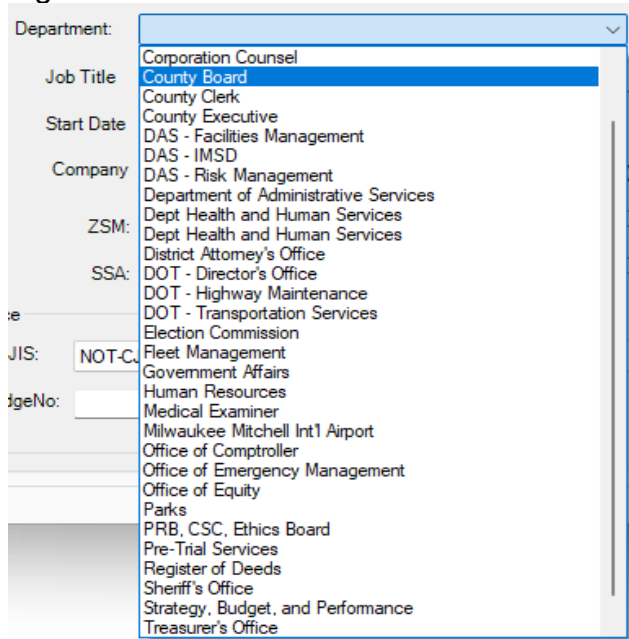 Department:
Corporation Counsel
Job Title
County Board
County Clerk
Start Date
County Executive
DAS - Facilities Management
DAS - IMSD
Company
DAS - Risk Management
Department of Administrative Services
ZSM:
Dept Health and Human Services
Dept Health and Human Services
District Attorney's Office
SSA:
DOT - Director's Office
DOT - Highway Maintenance
DOT - Transportation Services
Election Commission
JIS:
NOT-CJ
Fleet Management
Government Affairs
Human Resources
dgeNo:
Medical Examiner
Milwaukee Mitchell Int'l Airport
Office of Comptroller
Office of Emergency Management
Office of Equity
Parks
PRB, CSC, Ethics Board
Pre-Trial Services
Register of Deeds
Sheriff's Office
Strategy, Budget, and Performance
Treasurer's Office